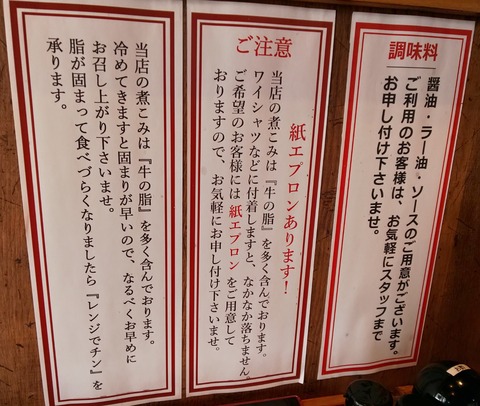 調味料
醤油・ラー油・ソースのご用意がございます。
ご利用のお客様は、お気軽にスタッフまで
お申し付け下さいませ。
ご注意
紙エプロンあります！
当店の煮こみは『牛の脂』を多く含んでおります。
ワイシャツなどに付着しますと、なかなか落ちません。
ご希望のお客様には紙エプロンをご用意して
おりますので、お気軽にお申し付け下さいませ。
当店の煮こみは『牛の脂』を多く含んでおります。
冷めてきますと固まりが早いので、なるべくお早めに
お召し上がり下さいませ。
脂が固まって食べづらくなりましたら『レンジでチン』を
承ります。